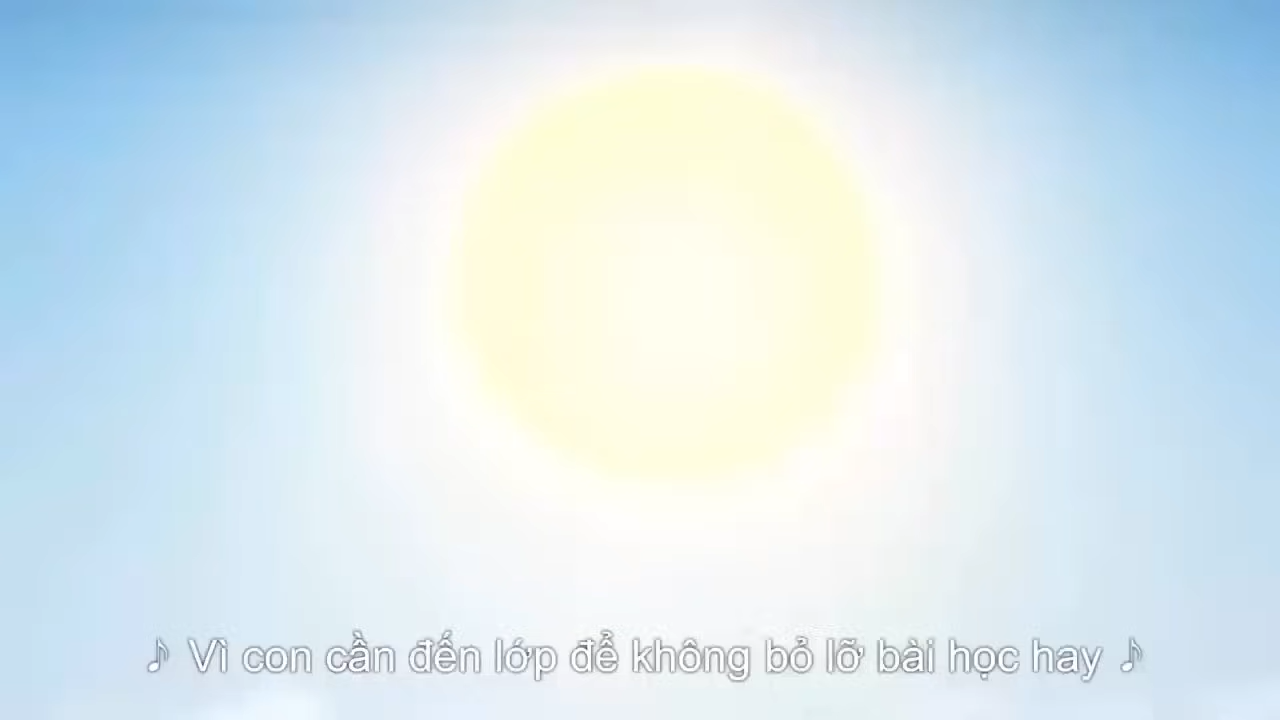 ♪ Vì con cần đến lớp để không bỏ lỡ bài học hay ♪